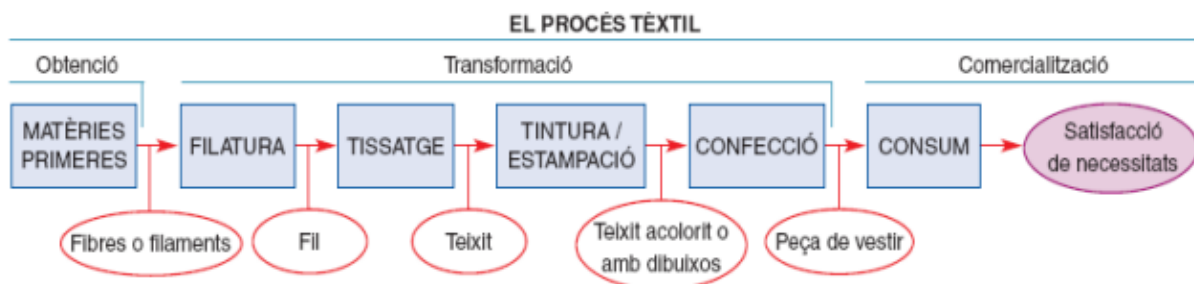 EL PROCÉS TÈXTIL
Obtenció
Transformació
Comercialització
MATÈRIES
PRIMERES
FILATURA
TISSATGE
TINTURA /
ESTAMPACIÓ
CONFECCIÓ
CONSUM
Satisfacció
de necessitats
Fibres o filaments
Fil
Teixit
Teixit acolorit o
amb dibuixos
Peça de vestir